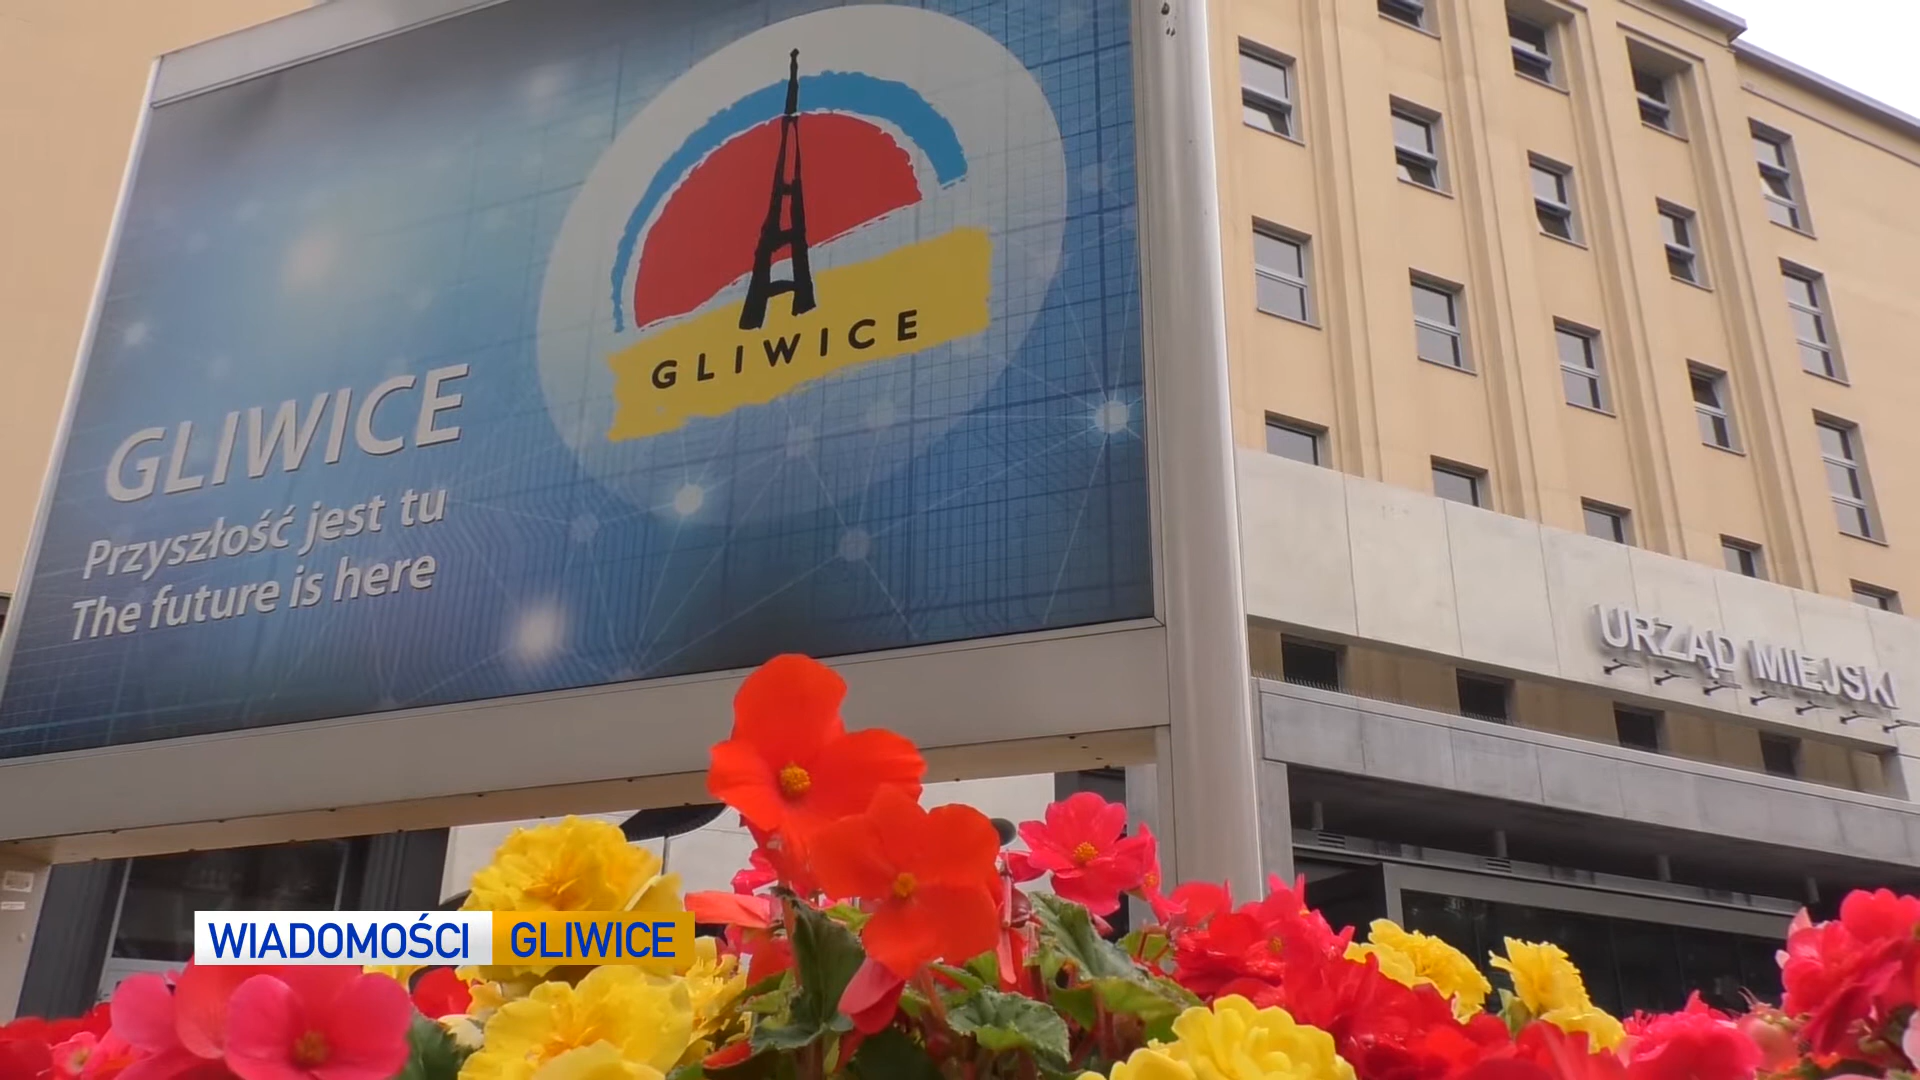 GLIWICE
GLIWICE
Przyszłość jest tu
The future is here
URZĄD MIEJSKI
WIADOMOŚCI GLIWICE